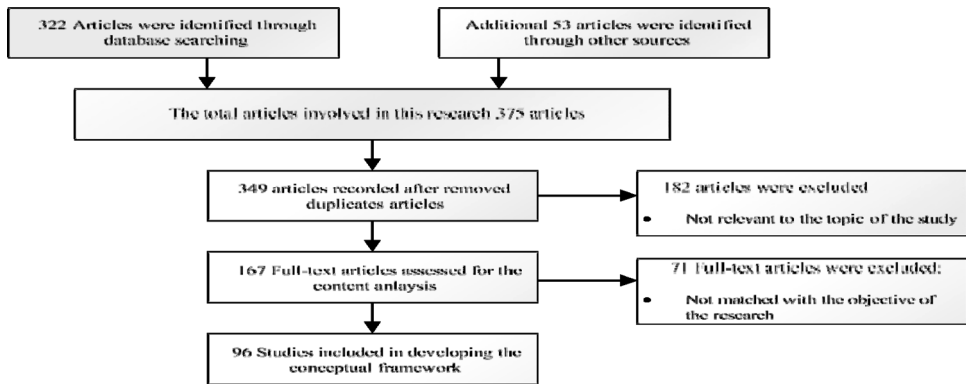 322 Articles were identified through
database searching
Additional 53 articles were identified
through other sources
The total articles involved in this research 375 articles
349 articles recorded after removed
duplicates articles
182 articles were excluded
• Not relevant to the topic of the study
167 Full-text articles assessed for the
content anlaysis
71 Full-text articles were excluded:
• Not matched with the objective of
the research
96 Studies included in developing the
conceptual framework